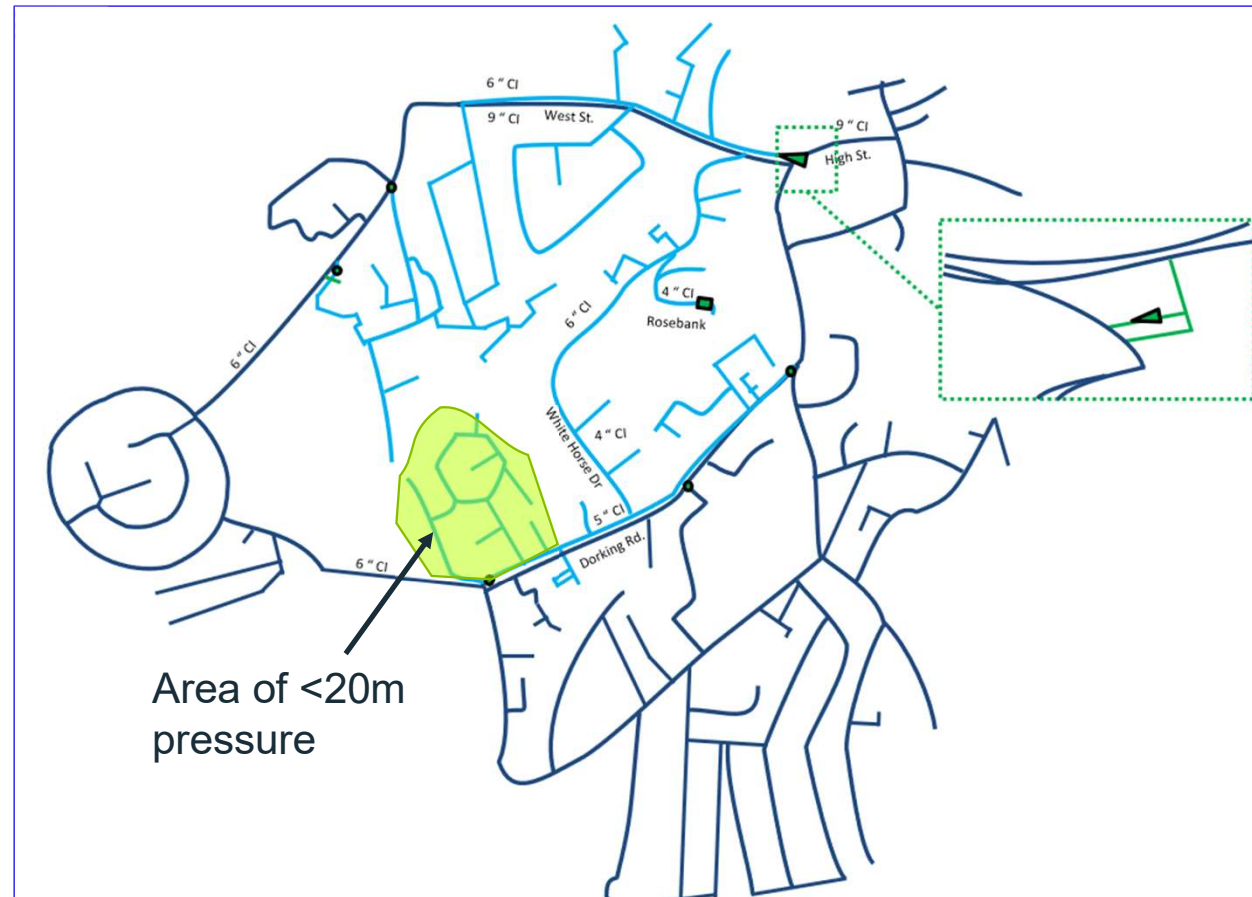 6 " CI
9 " CI
West St.
9 " CI
High St.
4 " CI
Rosebank
6 " CI
6 " CI
White Horse Dr
4 " CI
5 " CI
Dorking Rd.
6 " CI
Area of <20m
pressure